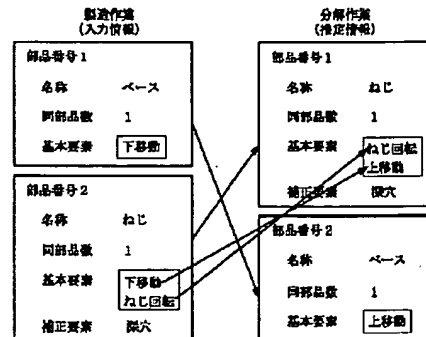 製造作業
(入力情報)
部品番号1
名称 ベース
同部品数 1
基本要素 下移動
部品番号2
名称 ねじ
同部品数 1
基本要素 下移動
ねじ回転
補正要素 深穴
分解作業
(推定情報)
部品番号1
名称 ねじ
同部品数 1
基本要素 ねじ回転
上移動
補正要素 深穴
部品番号2
名称 ベース
同部品数 1
基本要素 上移動